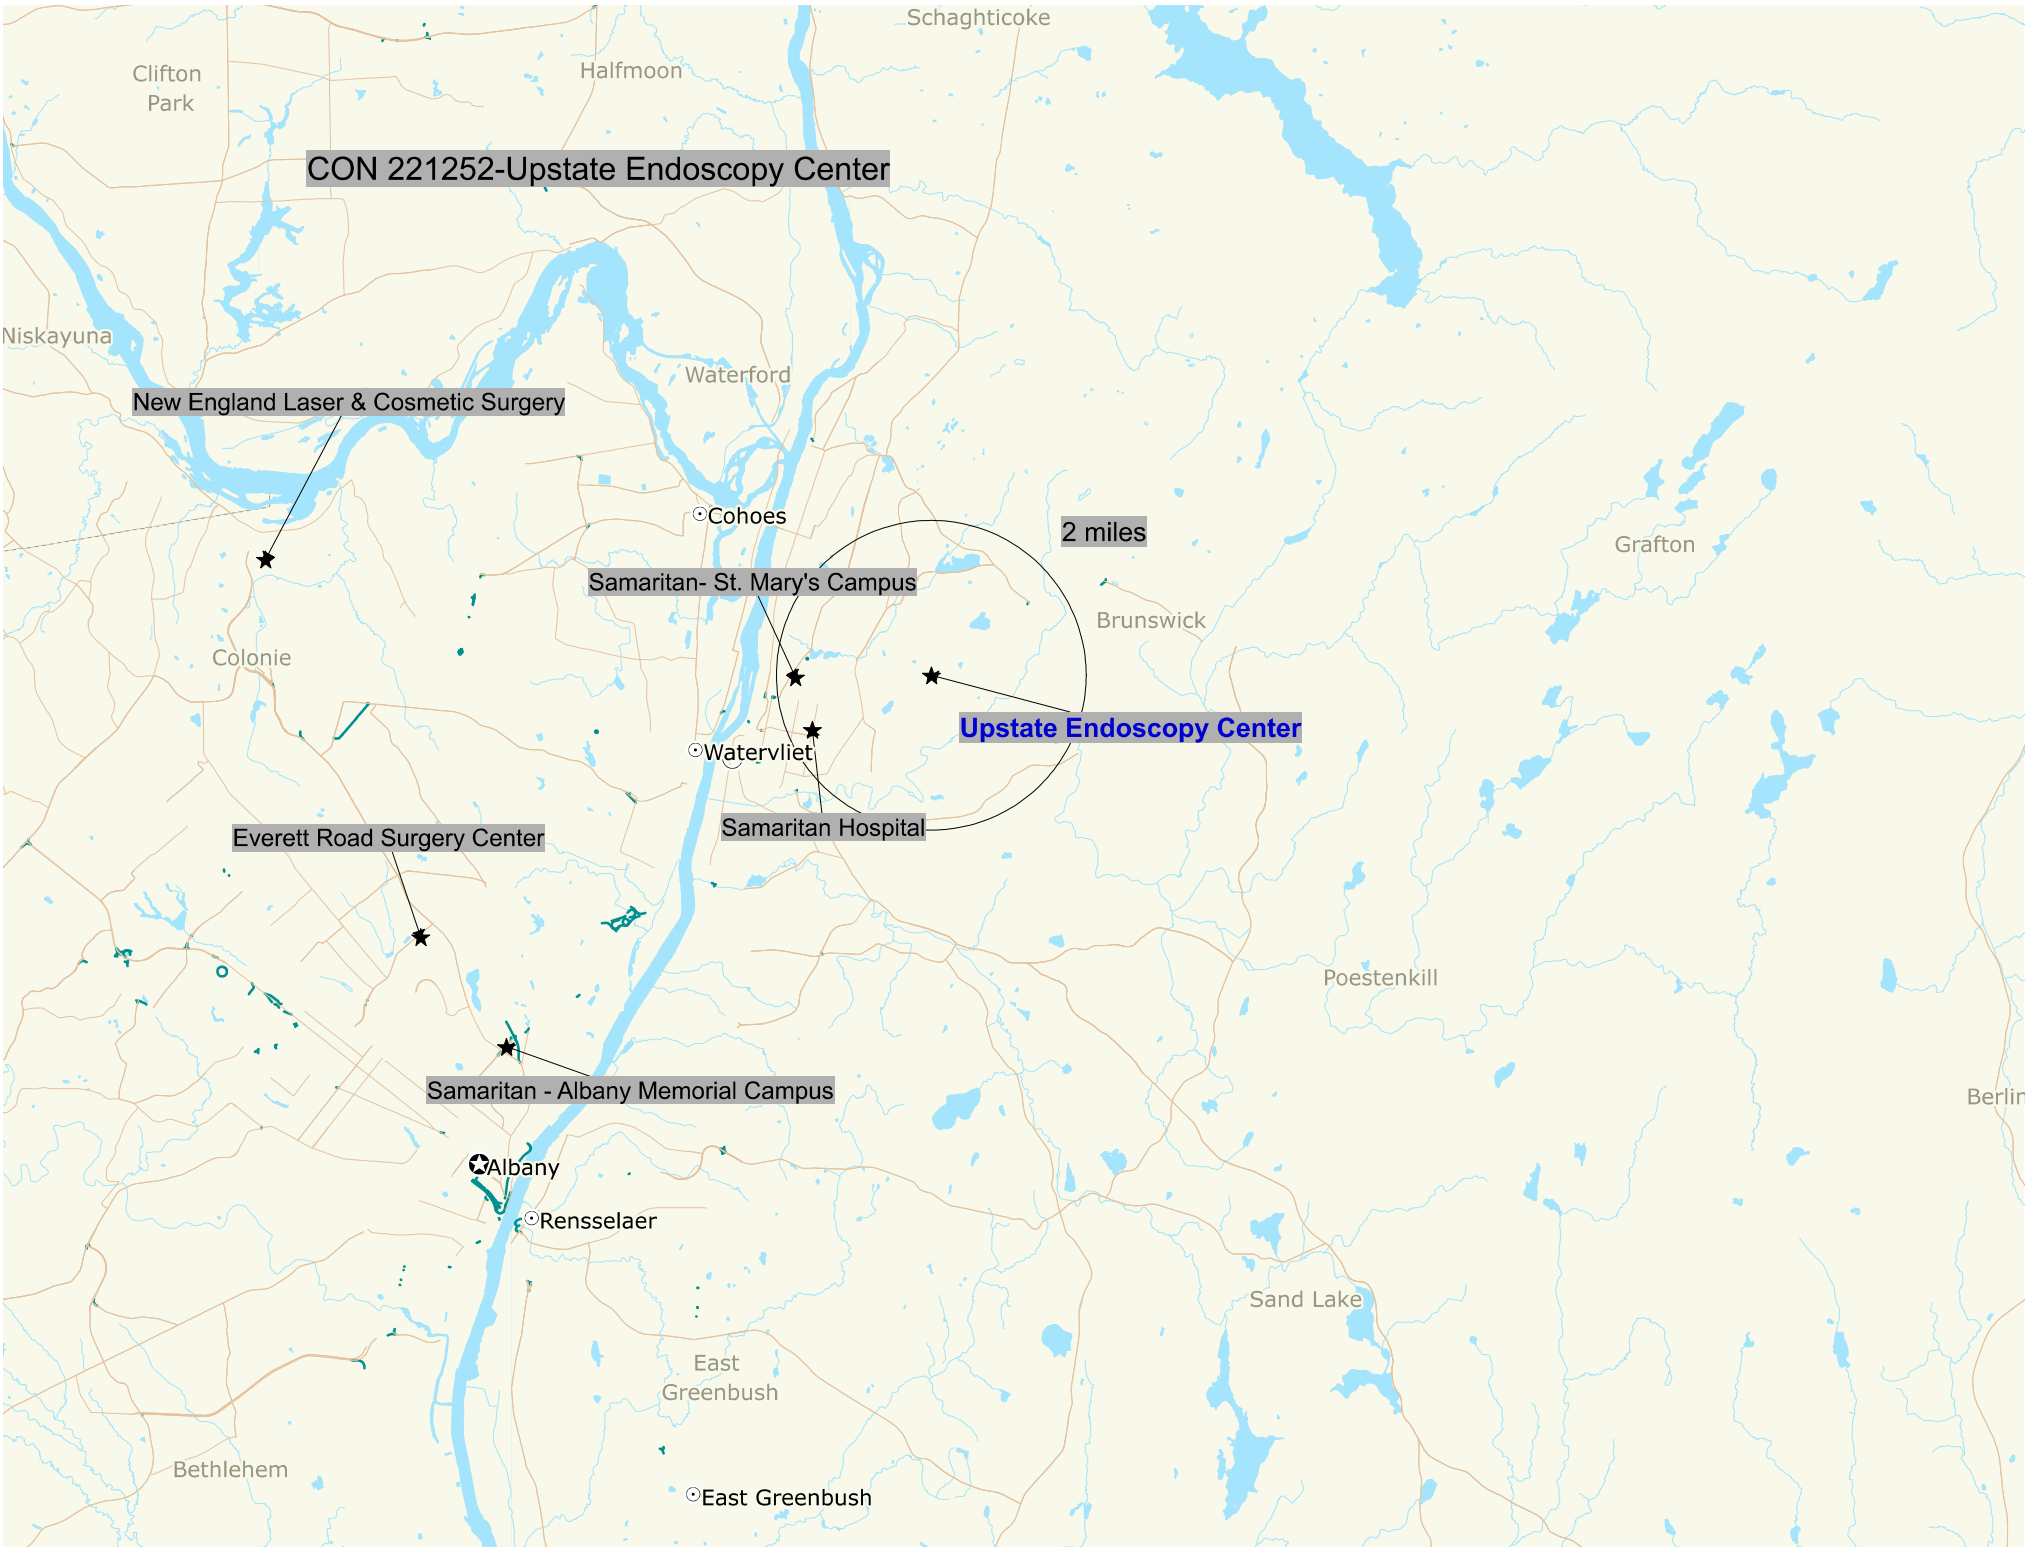 Schaghticoke
Clifton
Park
Halfmoon
CON 221252-Upstate Endoscopy Center
Niskayuna
Waterford
New England Laser & Cosmetic Surgery
Cohoes
2 miles
Grafton
Samaritan- St. Mary's Campus
Brunswick
Colonie
Upstate Endoscopy Center
Watervliet
Samaritan Hospital
Everett Road Surgery Center
Poestenkill
Samaritan - Albany Memorial Campus
Berlin
Albany
Rensselaer
Sand Lake
East
Greenbush
Bethlehem
East Greenbush